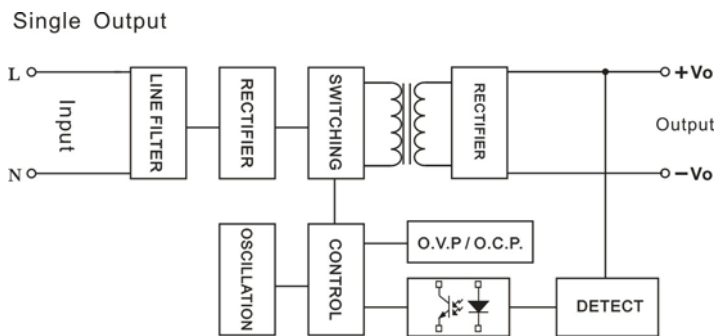 Single Output
L
Input
N
LINE FILTER
RECTIFIER
SWITCHING
RECTIFIER
+Vo
Output
−Vo
OSCILLATION
CONTROL
O.V.P / O.C.P.
DETECT